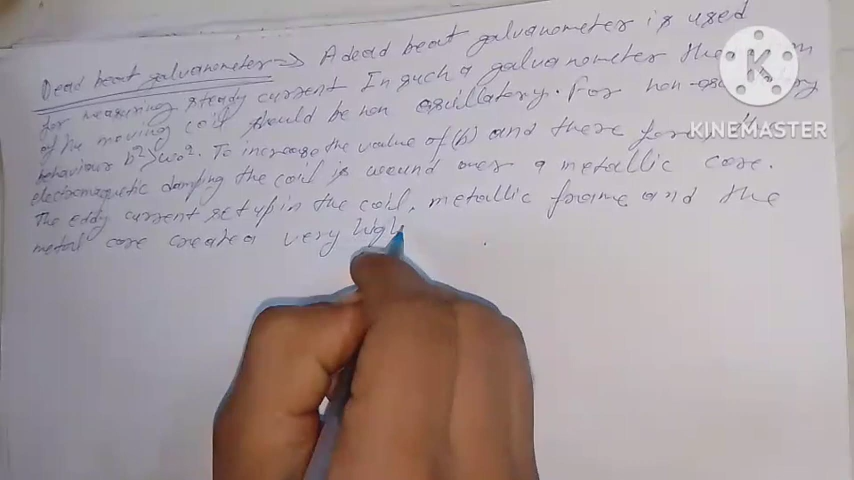 Dead beat galvanometer → A dead beat galvanometer is used
for measuring steady current In such a galvanometer the
of the moving coil should be non oscillatory. For non-
behaviour b²>ω₀². To increase the value of (b) and there fore, the
electromagnetic damping the coil is wound over a metallic core.
The eddy current set up in the coil, metallic frame and the
metal core create a very high
KINEMASTER